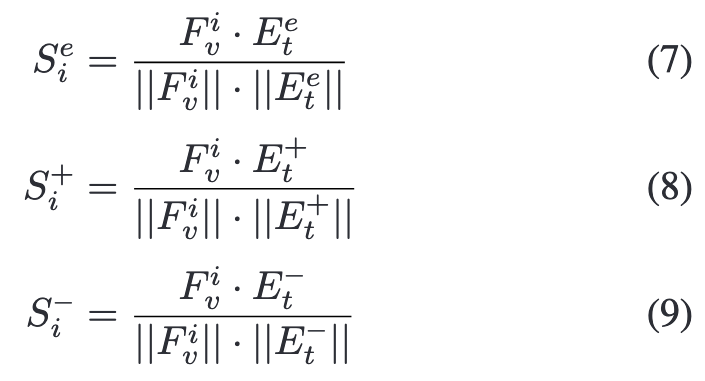 $S_i^e = \frac{F_v^i \cdot E_t^e}{||F_v^i|| \cdot ||E_t^e||}$ (7)
$S_i^+ = \frac{F_v^i \cdot E_t^+}{||F_v^i|| \cdot ||E_t^+||}$ (8)
$S_i^- = \frac{F_v^i \cdot E_t^-}{||F_v^i|| \cdot ||E_t^-||}$ (9)